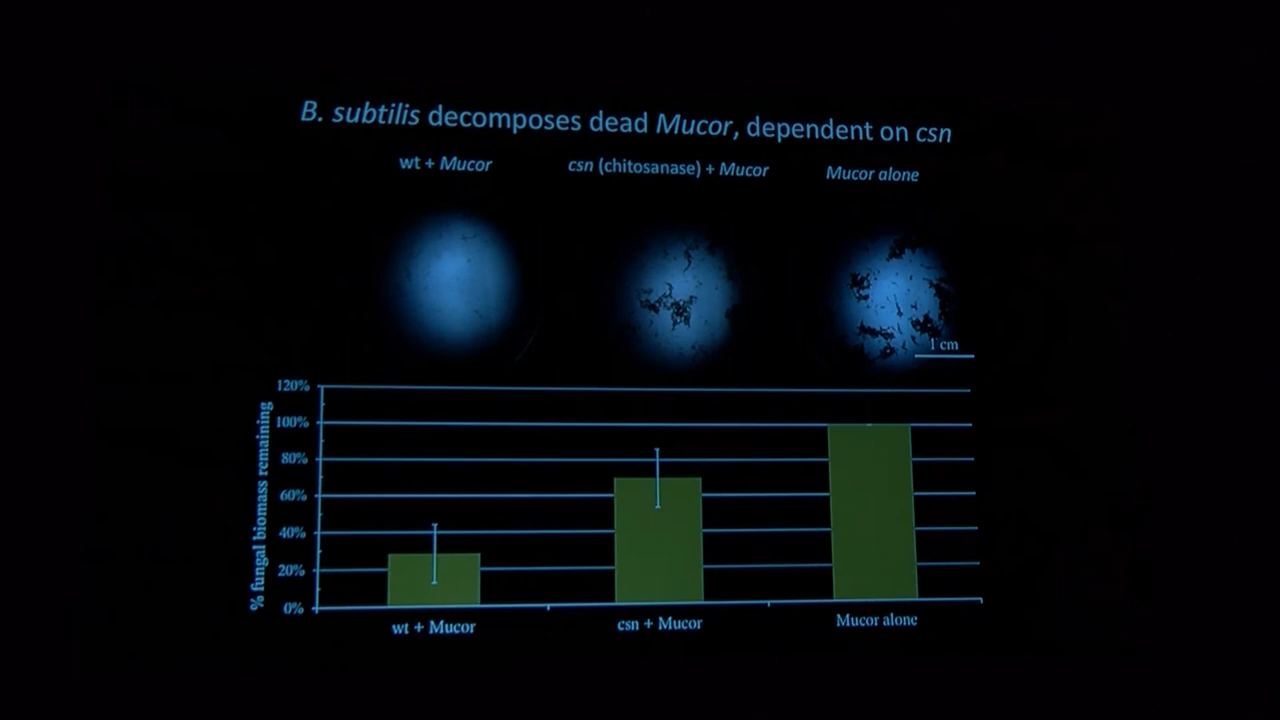 B. subtilis decomposes dead Mucor, dependent on csn
wt + Mucor
csn (chitosanase) + Mucor
Mucor alone
1 cm
% fungal biomass remaining
120%
100%
80%
60%
40%
20%
0%
wt + Mucor
csn + Mucor
Mucor alone